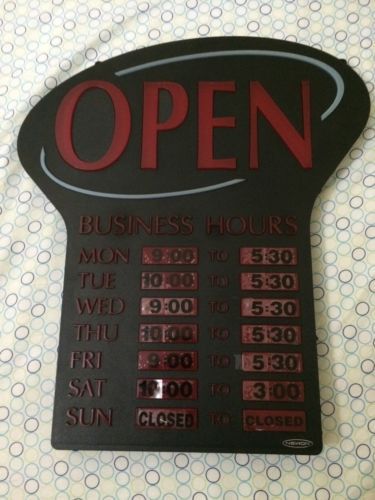 OPEN
BUSINESS HOURS
MON 9:00 TO 5:30
TUE 10:00 TO 5:30
WED 9:00 TO 5:30
THU 10:00 TO 5:30
FRI 9:00 TO 5:30
SAT 10:00 TO 3:00
SUN CLOSED TO CLOSED
NEWON